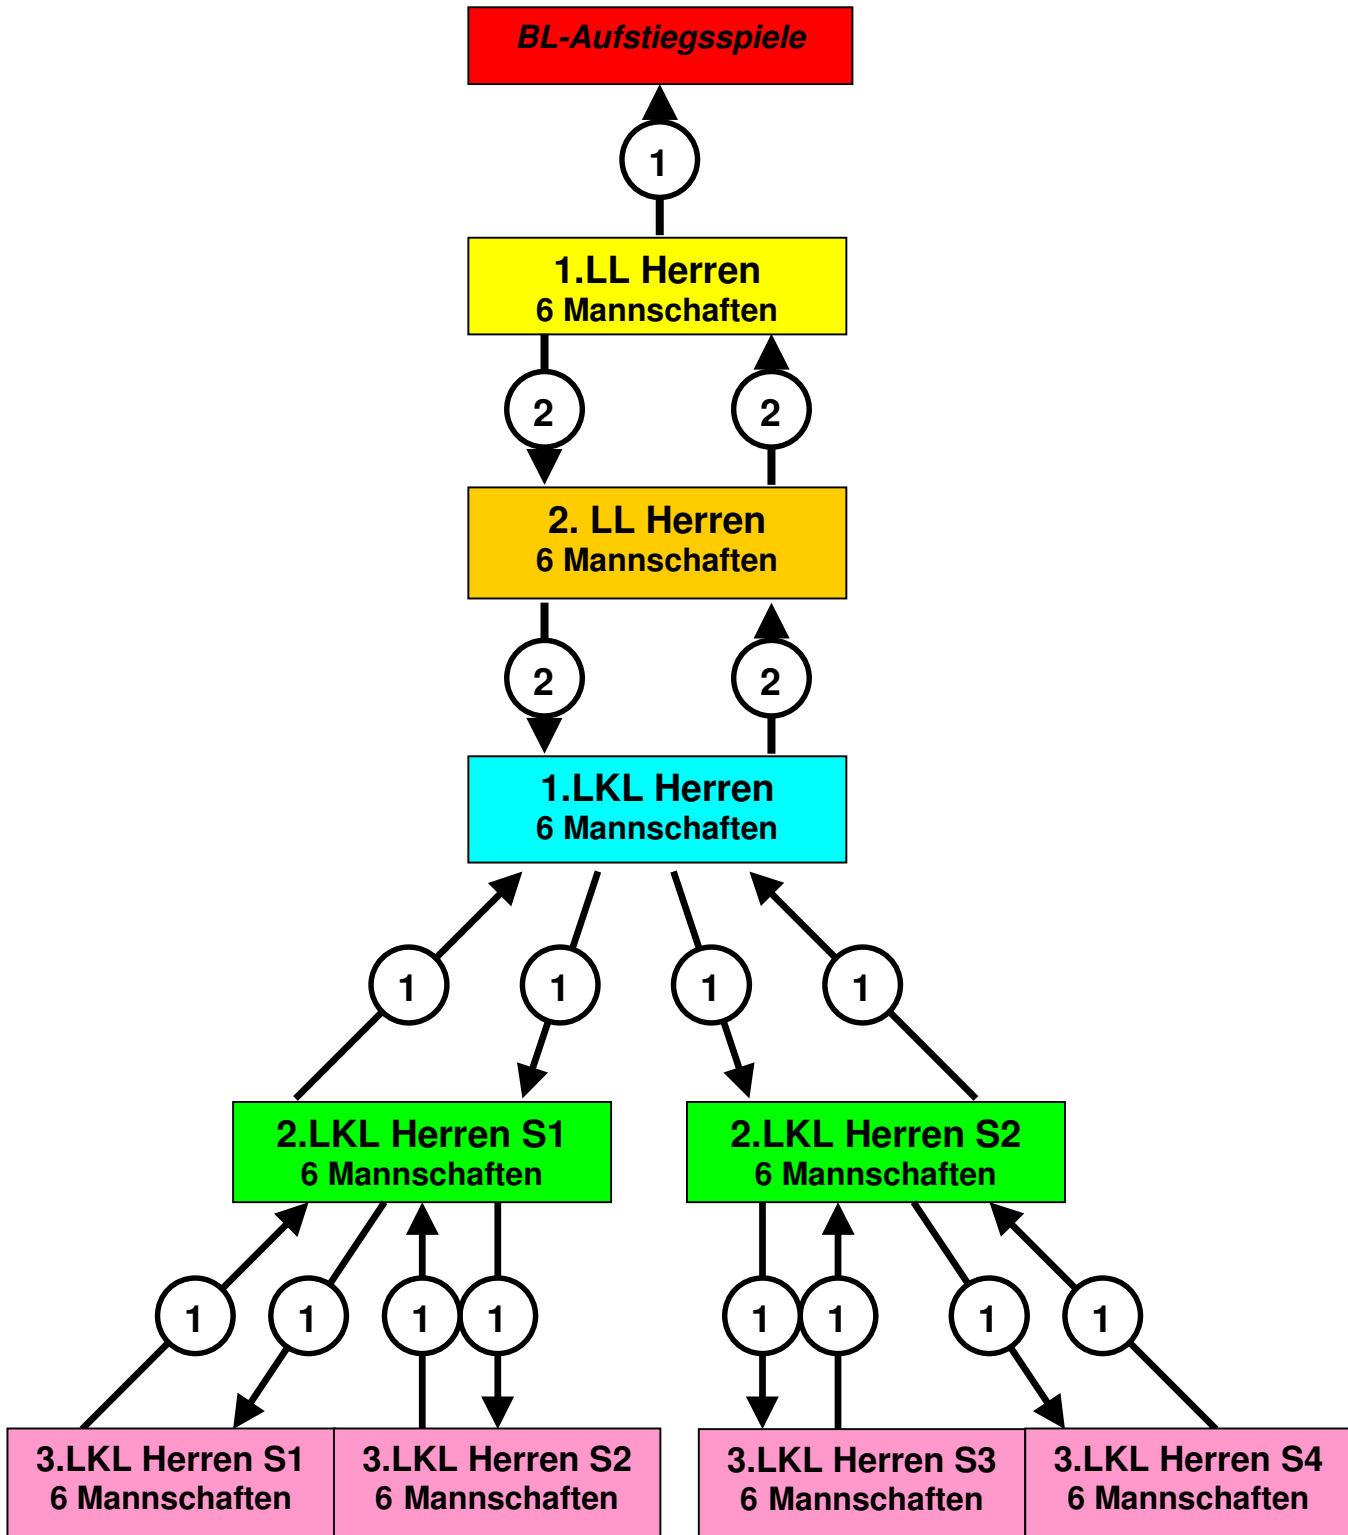 BL-Aufstiegsspiele
1
1.LL Herren
6 Mannschaften
2 2
2. LL Herren
6 Mannschaften
2 2
1.LKL Herren
6 Mannschaften
1 1 1 1
2.LKL Herren S1
6 Mannschaften
2.LKL Herren S2
6 Mannschaften
1 1 1 1 1 1 1 1
3.LKL Herren S1
6 Mannschaften
3.LKL Herren S2
6 Mannschaften
3.LKL Herren S3
6 Mannschaften
3.LKL Herren S4
6 Mannschaften